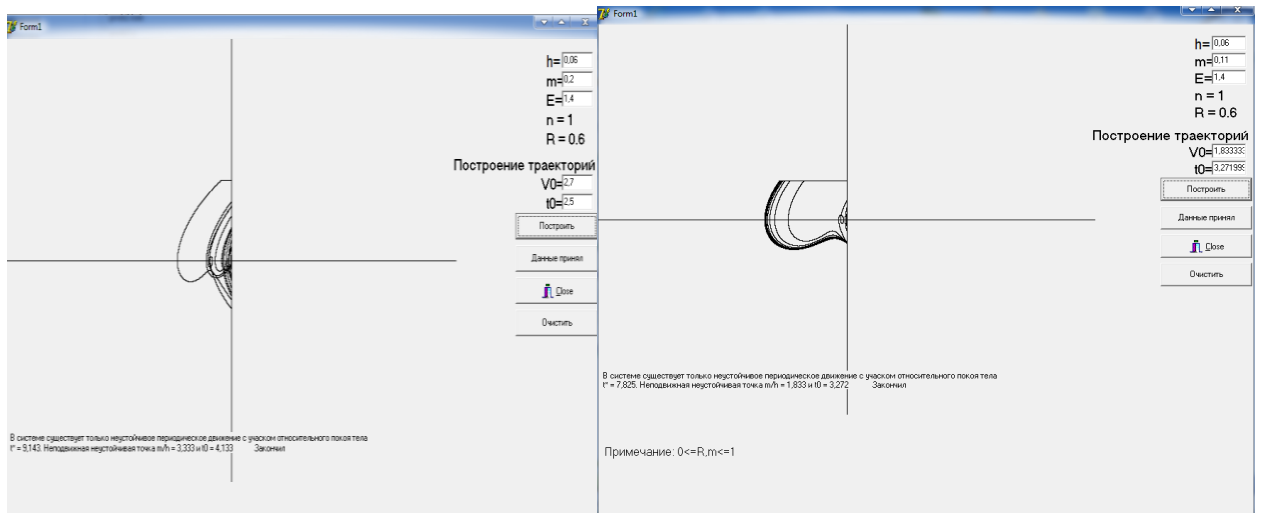 Form1
h= 0,06
m= 0,2
E= 1,4
n = 1
R = 0.6
Построение траекторий
V0= 2,7
t0= 2,5
Построить
Данные принял
Close
Очистить
В системе существует только неустойчивое периодическое движение с учаском относительного покоя тела
t* = 9,143. Неподвижная неустойчивая точка m/h = 3,333 и t0 = 4,133 Закончил
Form1
h= 0,06
m= 0,11
E= 1,4
n = 1
R = 0.6
Построение траекторий
V0= 1,83333
t0= 3,27199
Построить
Данные принял
Close
Очистить
В системе существует только неустойчивое периодическое движение с учаском относительного покоя тела
t* = 7,825. Неподвижная неустойчивая точка m/h = 1,833 и t0 = 3,272 Закончил
Примечание: 0<=R,m<=1